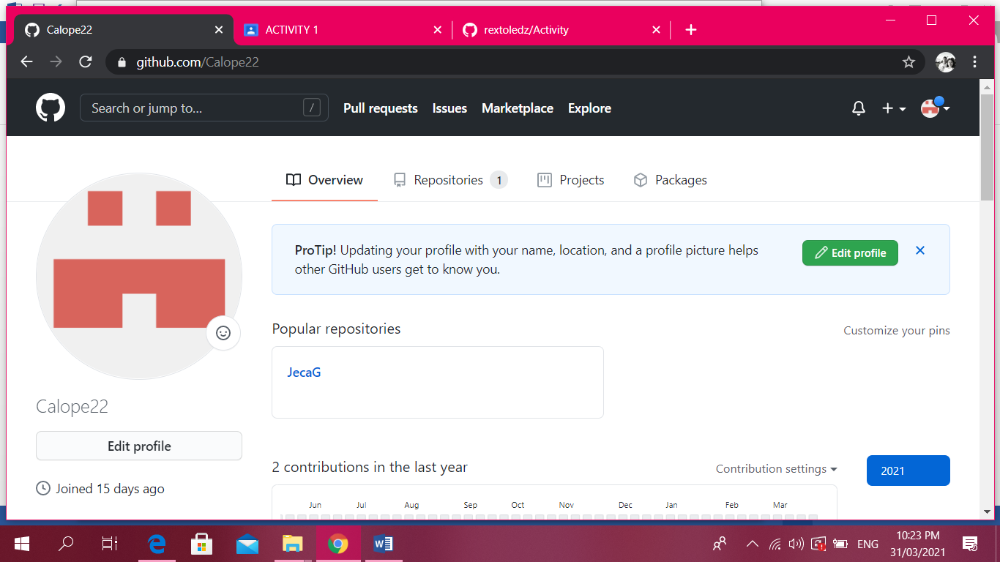 Calope22
ACTIVITY 1
rextoledz/Activity
github.com/Calope22
Search or jump to...
/
Pull requests
Issues
Marketplace
Explore
Overview
Repositories 1
Projects
Packages
ProTip! Updating your profile with your name, location, and a profile picture helps
other GitHub users get to know you.
Edit profile
Popular repositories
Customize your pins
JecaG
Calope22
Edit profile
Joined 15 days ago
2 contributions in the last year
Contribution settings
2021
Jun Jul Aug Sep Oct Nov Dec Jan Feb Mar
ENG
10:23 PM
31/03/2021